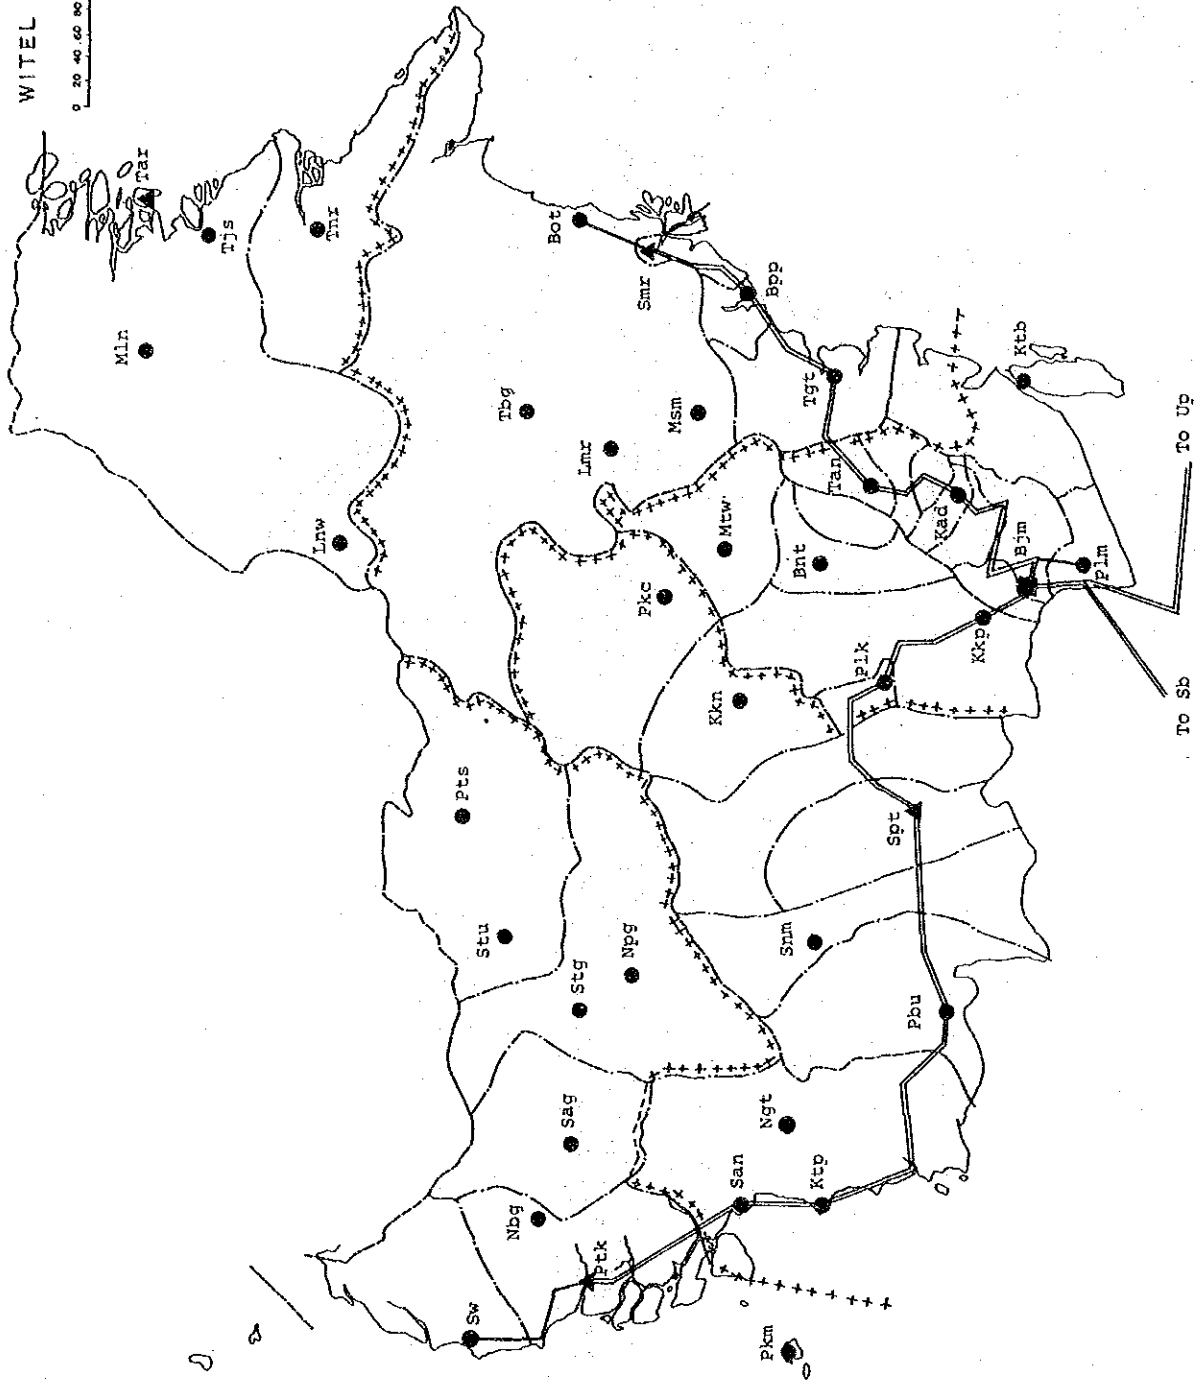 WITEL
0 20 40 60 80
Tar
Tjs
Tnr
Mln
Lnw
Bot
Smr
Bpp
Tbg
Lmr
Msm
Tgt
Ktb
Tan
Kad
Mtw
Bnt
Bjm
Plm
Pkc
Kkp
Plk
Kkn
To Up
To Sb
Pts
Stu
Stg
Npg
Spt
Snm
Pbu
Sag
Ngt
San
Ktp
Nbg
Ptk
Sw
Pkm